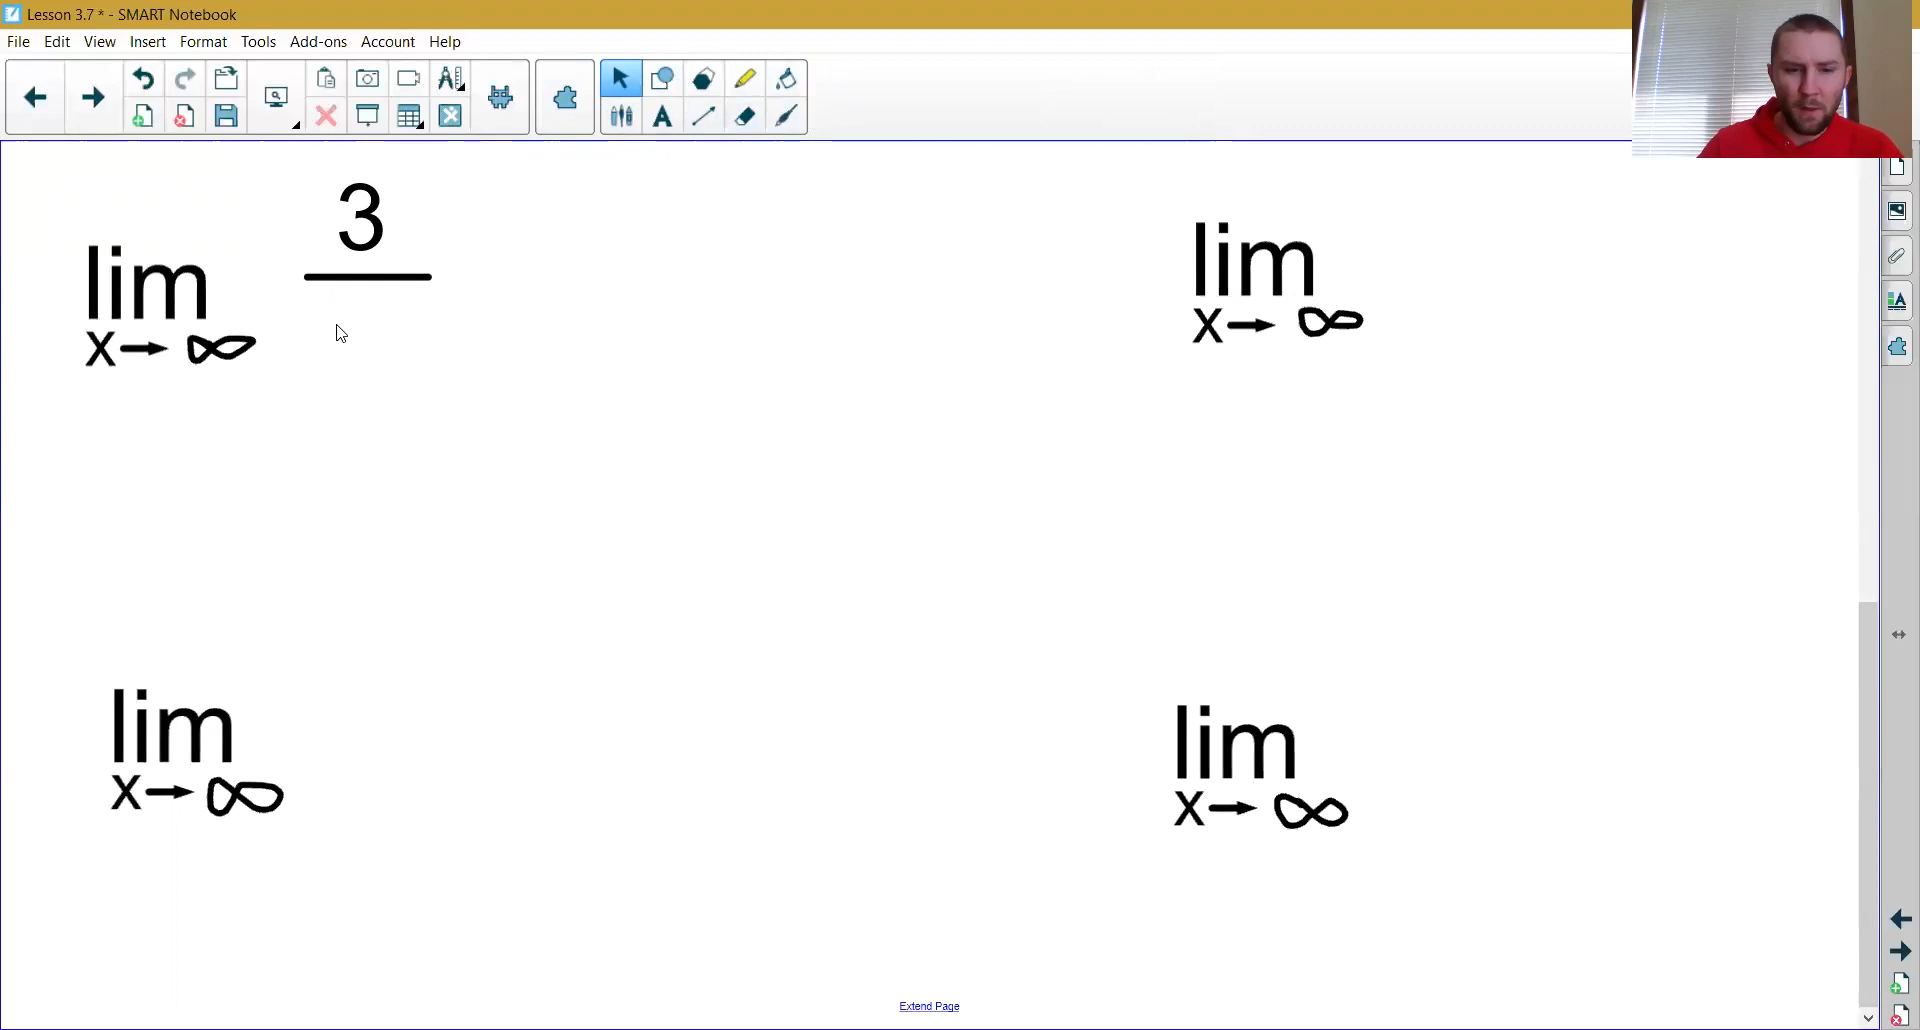 Lesson 3.7 * - SMART Notebook
File Edit View Insert Format Tools Add-ons Account Help
3
lim
x→ ∞
lim
x→ ∞
lim
x→ ∞
lim
x→ ∞
Extend Page